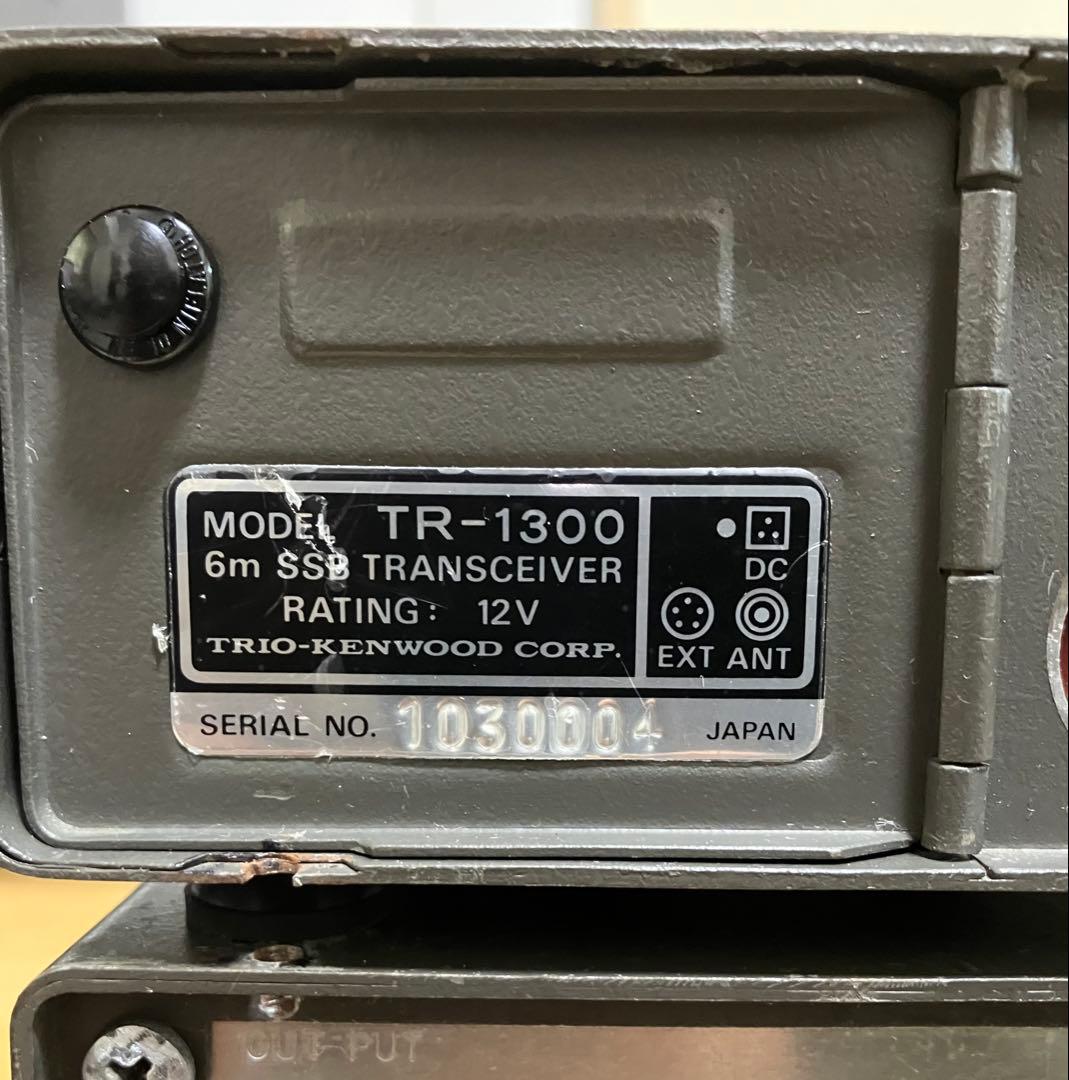 MODEL TR-1300
6m SSB TRANSCEIVER
RATING: 12V
TRIO-KENWOOD CORP.
DC
EXT ANT
SERIAL NO. 1030004 JAPAN
OUT-PUT